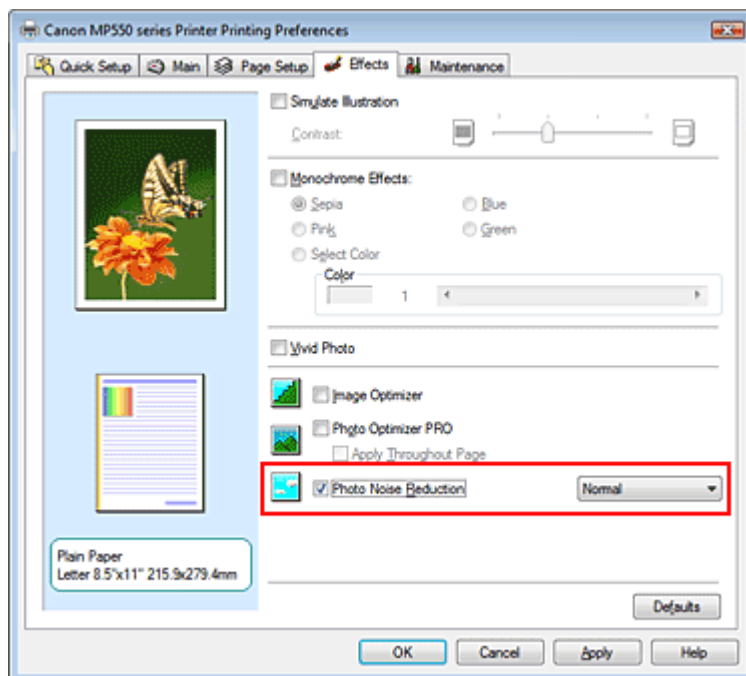 Canon MP550 series Printer Printing Preferences
Quick Setup Main Page Setup Effects Maintenance
Simulate Illustration
Contrast:
Monochrome Effects:
Sepia Blue
Pink Green
Select Color
Color
1
Vivid Photo
Image Optimizer
Photo Optimizer PRO
Apply Throughout Page
Photo Noise Reduction Normal
Plain Paper
Letter 8.5"x11" 215.9x279.4mm
Defaults
OK Cancel Apply Help